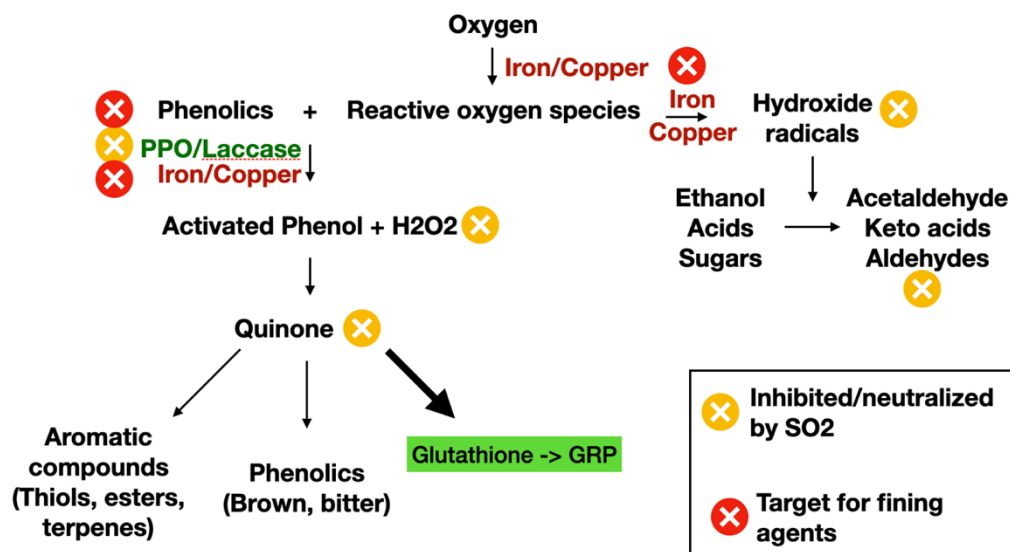 Oxygen
Iron/Copper
Phenolics + Reactive oxygen species
Iron
Copper
Hydroxide
radicals
PPO/Laccase
Iron/Copper
Activated Phenol + H2O2
Ethanol
Acids
Sugars
Acetaldehyde
Keto acids
Aldehydes
Quinone
Aromatic
compounds
(Thiols, esters,
terpenes)
Phenolics
(Brown, bitter)
Glutathione -> GRP
Inhibited/neutralized
by SO2
Target for fining
agents